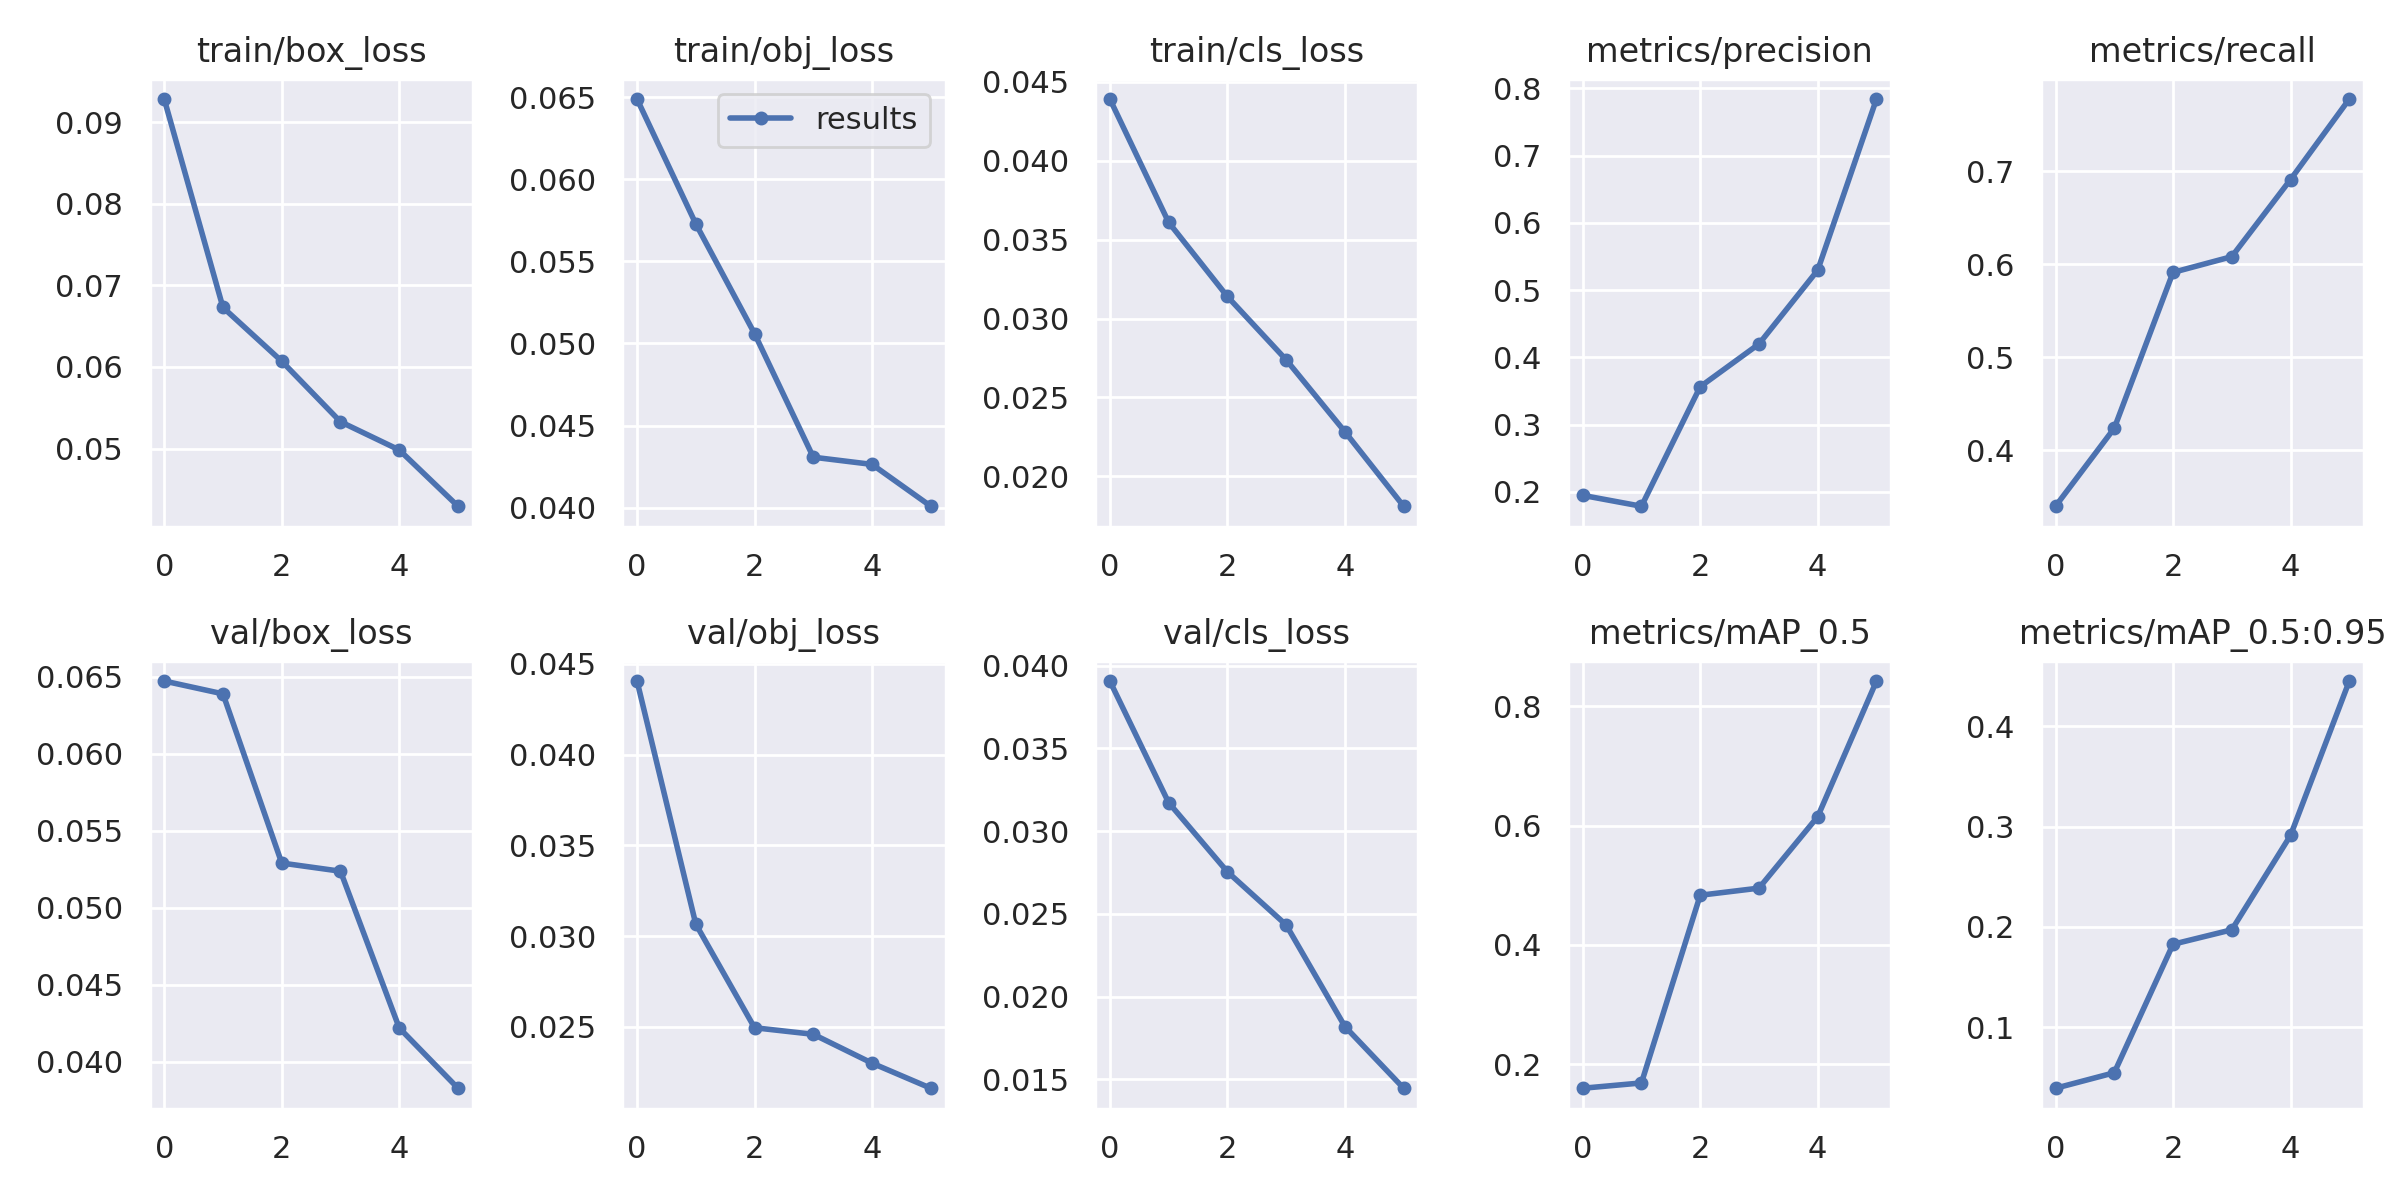 train/box_loss
0.09
0.08
0.07
0.06
0.05
0 2 4
train/obj_loss
results
0.065
0.060
0.055
0.050
0.045
0.040
0 2 4
train/cls_loss
0.045
0.040
0.035
0.030
0.025
0.020
0 2 4
metrics/precision
0.8
0.7
0.6
0.5
0.4
0.3
0.2
0 2 4
metrics/recall
0.7
0.6
0.5
0.4
0 2 4
val/box_loss
0.065
0.060
0.055
0.050
0.045
0.040
0 2 4
val/obj_loss
0.045
0.040
0.035
0.030
0.025
0 2 4
val/cls_loss
0.040
0.035
0.030
0.025
0.020
0.015
0 2 4
metrics/mAP_0.5
0.8
0.6
0.4
0.2
0 2 4
metrics/mAP_0.5:0.95
0.4
0.3
0.2
0.1
0 2 4